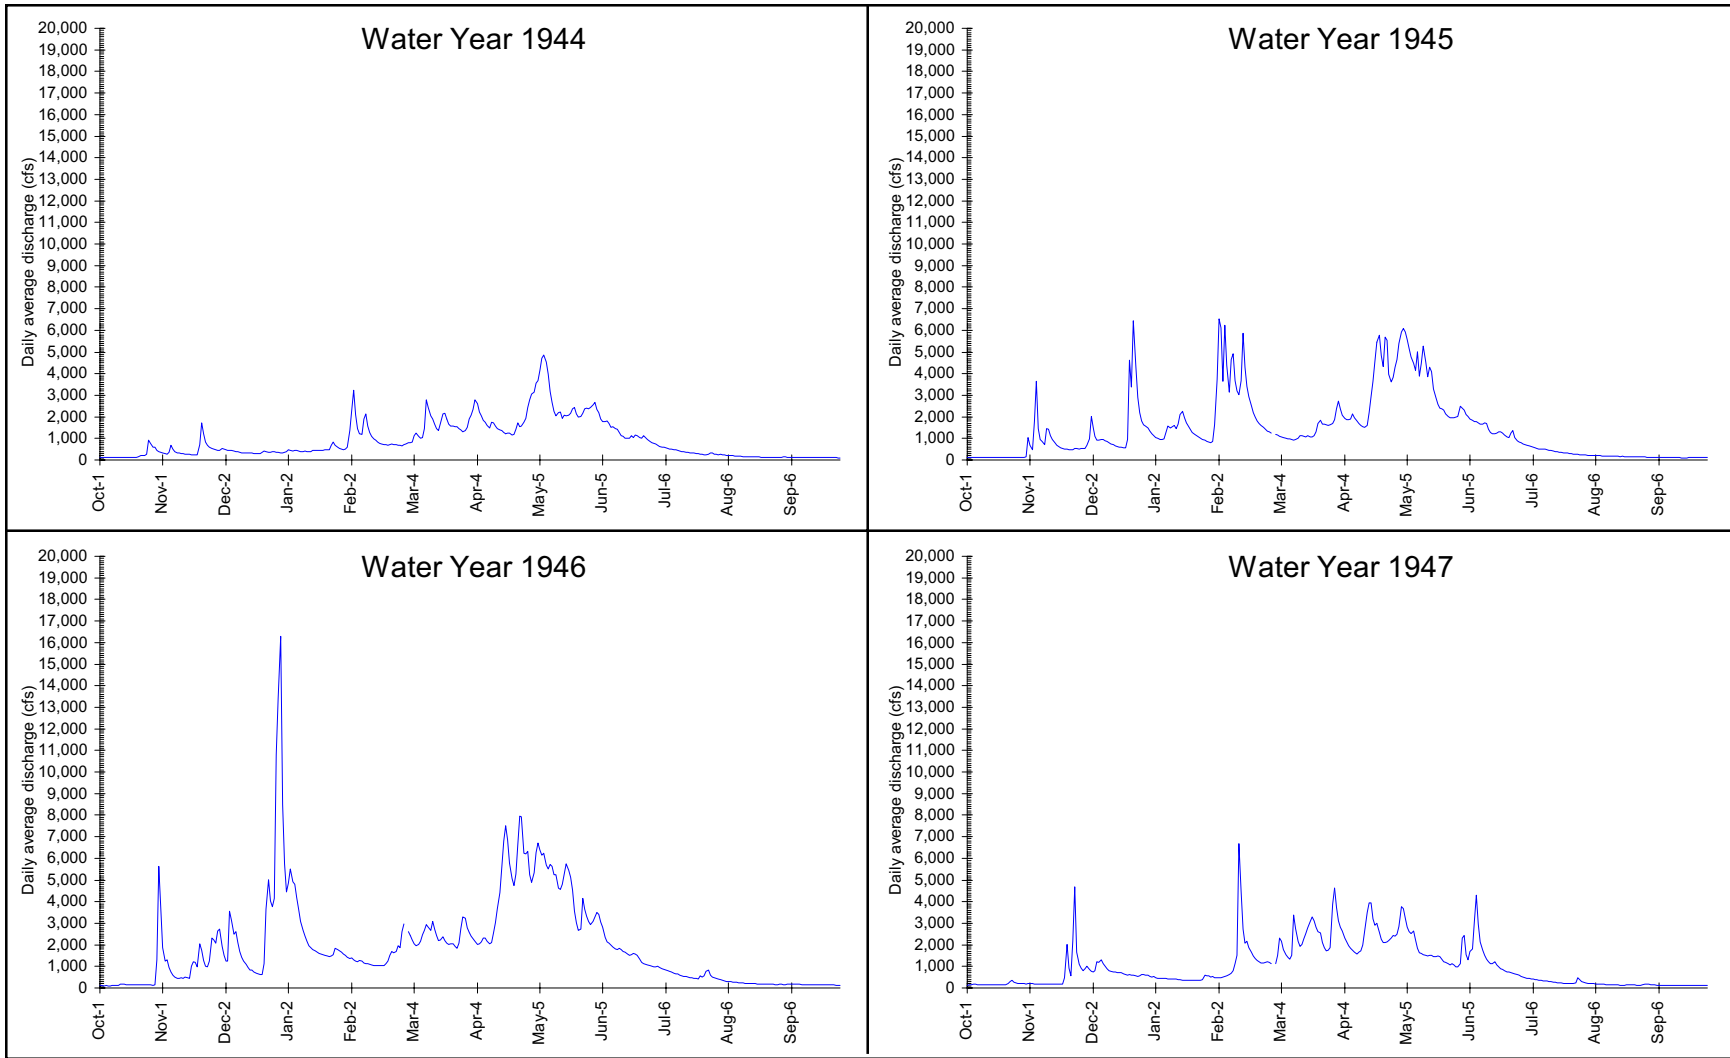 Water Year 1944
Daily average discharge (cfs)
20,000
19,000
18,000
17,000
16,000
15,000
14,000
13,000
12,000
11,000
10,000
9,000
8,000
7,000
6,000
5,000
4,000
3,000
2,000
1,000
0
Oct-1
Nov-1
Dec-2
Jan-2
Feb-2
Mar-4
Apr-4
May-5
Jun-5
Jul-6
Aug-6
Sep-6
Water Year 1945
Daily average discharge (cfs)
20,000
19,000
18,000
17,000
16,000
15,000
14,000
13,000
12,000
11,000
10,000
9,000
8,000
7,000
6,000
5,000
4,000
3,000
2,000
1,000
0
Oct-1
Nov-1
Dec-2
Jan-2
Feb-2
Mar-4
Apr-4
May-5
Jun-5
Jul-6
Aug-6
Sep-6
Water Year 1946
Daily average discharge (cfs)
20,000
19,000
18,000
17,000
16,000
15,000
14,000
13,000
12,000
11,000
10,000
9,000
8,000
7,000
6,000
5,000
4,000
3,000
2,000
1,000
0
Oct-1
Nov-1
Dec-2
Jan-2
Feb-2
Mar-4
Apr-4
May-5
Jun-5
Jul-6
Aug-6
Sep-6
Water Year 1947
Daily average discharge (cfs)
20,000
19,000
18,000
17,000
16,000
15,000
14,000
13,000
12,000
11,000
10,000
9,000
8,000
7,000
6,000
5,000
4,000
3,000
2,000
1,000
0
Oct-1
Nov-1
Dec-2
Jan-2
Feb-2
Mar-4
Apr-4
May-5
Jun-5
Jul-6
Aug-6
Sep-6